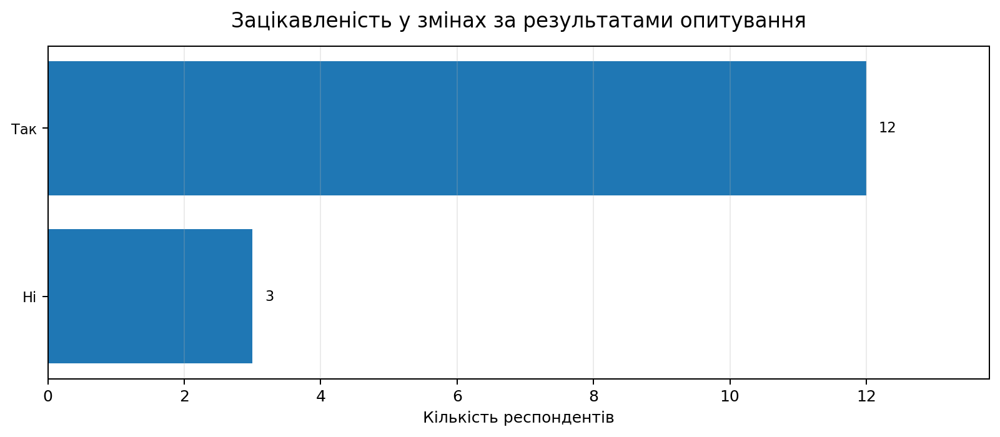 Зацікавленість у змінах за результатами опитування
Так
12
Ні
3
0 2 4 6 8 10 12
Кількість респондентів